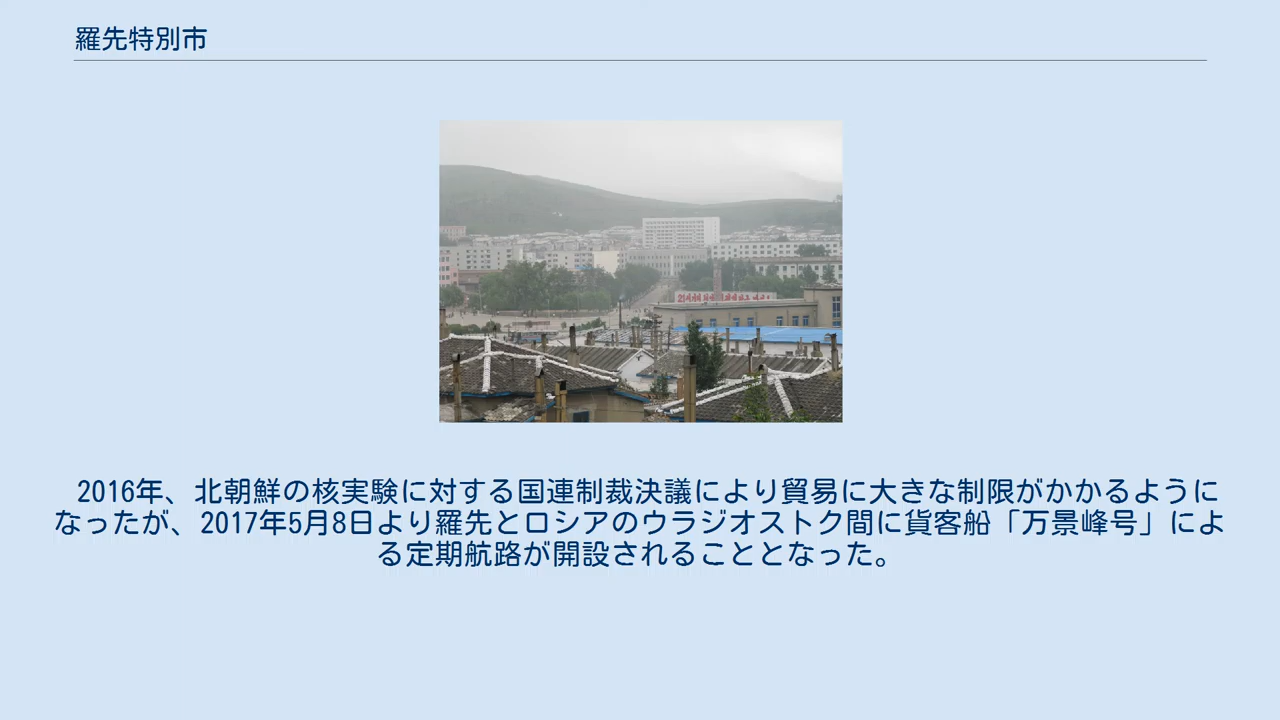 羅先特別市
2016年、北朝鮮の核実験に対する国連制裁決議により貿易に大きな制限がかかるように
なったが、2017年5月8日より羅先とロシアのウラジオストク間に貨客船「万景峰号」によ
る定期航路が開設されることとなった。